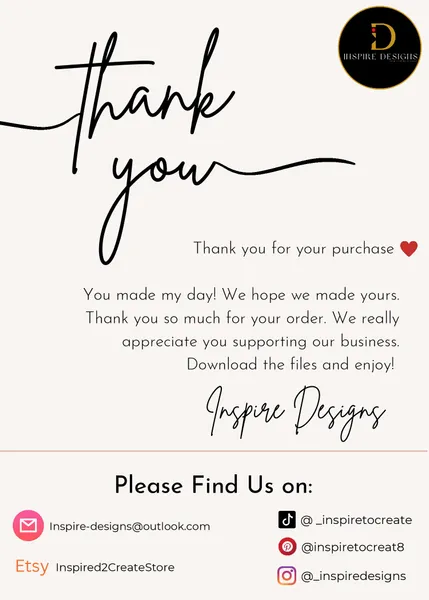 INSPIRE DESIGNS
Thank
you
Thank you for your purchase ❤
You made my day! We hope we made yours.
Thank you so much for your order. We really
appreciate you supporting our business.
Download the files and enjoy!
Inspire Designs
Please Find Us on:
Inspire-designs@outlook.com
@_inspiretocreate
@inspiretocreat8
Etsy Inspired2CreateStore
@_inspiredesigns